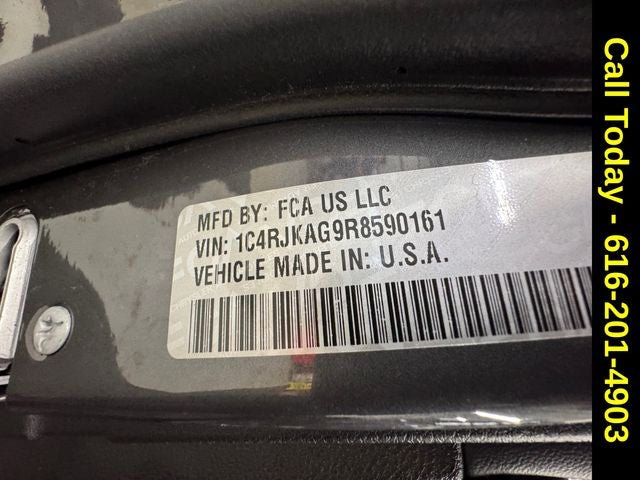 MFD BY: FCA US LLC
VIN: 1C4RJKAG9R8590161
VEHICLE MADE IN: U.S.A.
Call Today - 616-201-4903